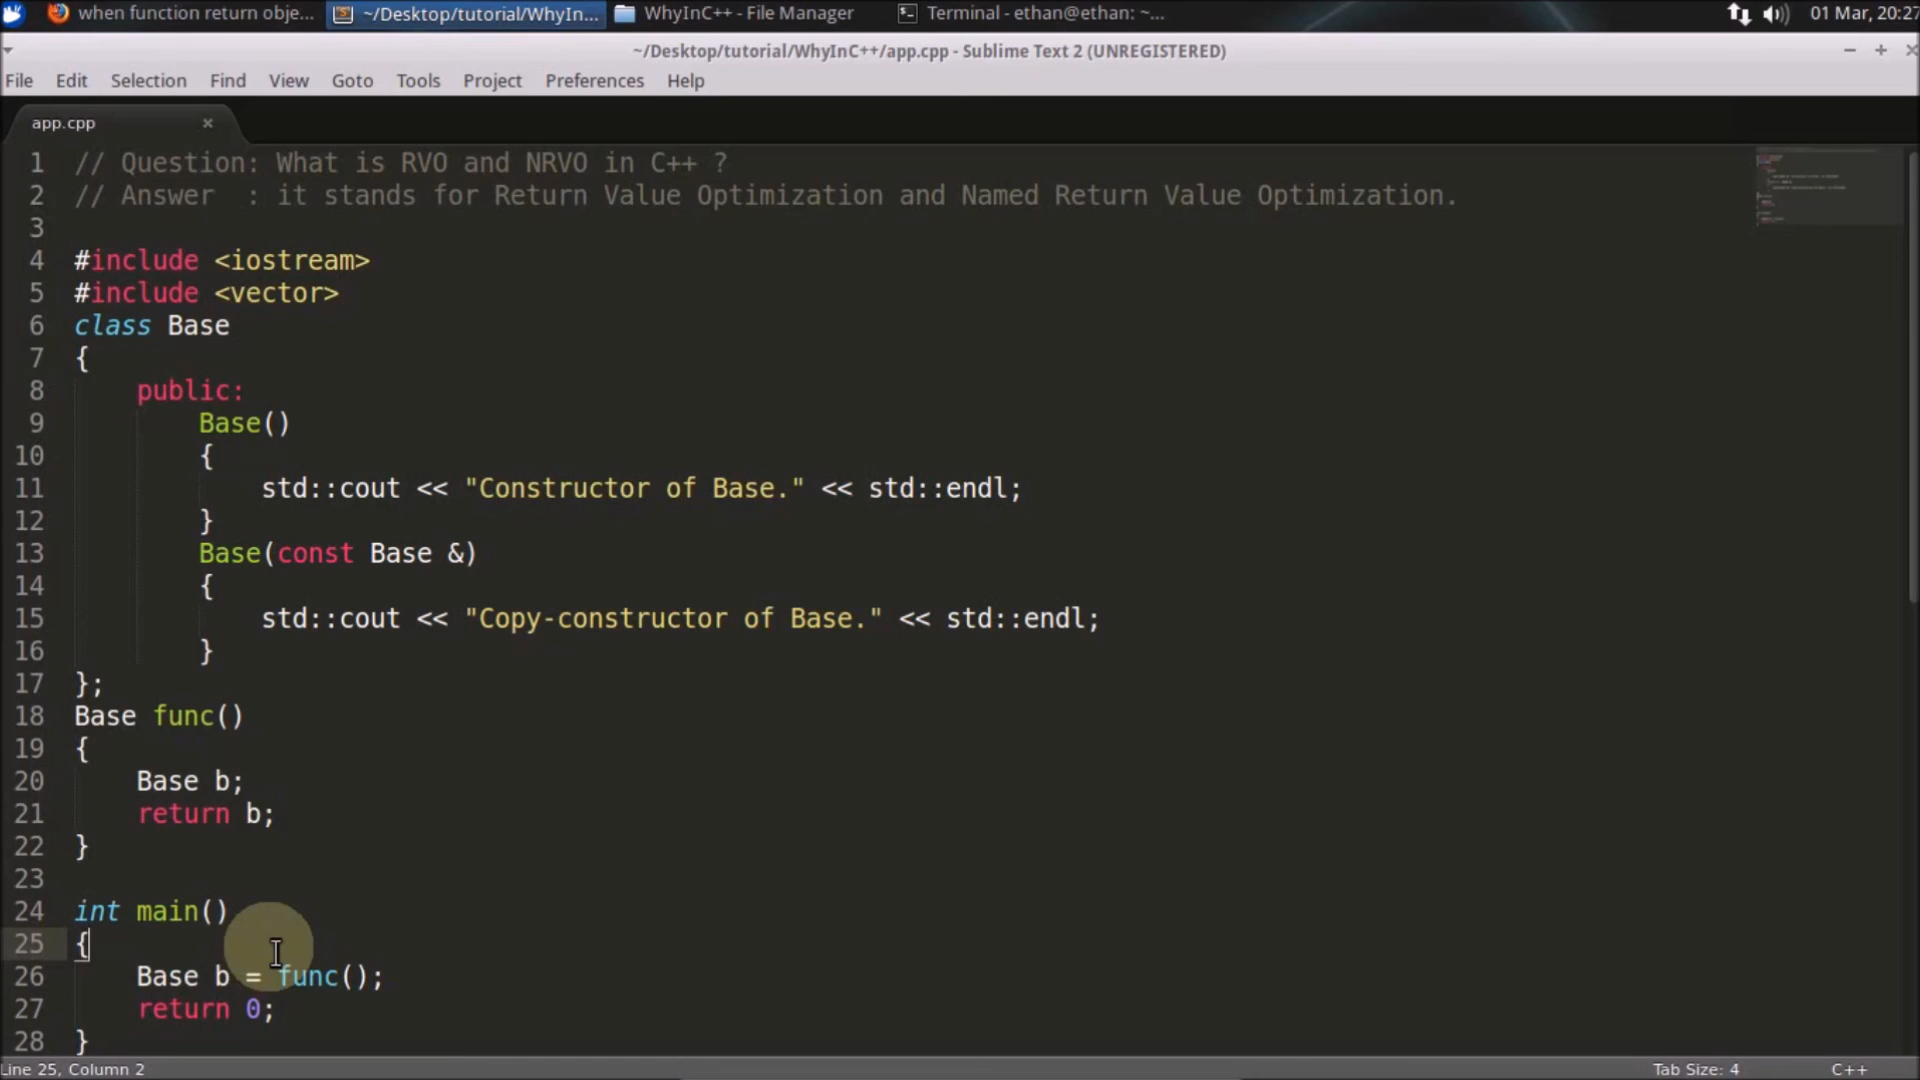 when function return obje...
~/Desktop/tutorial/WhyIn...
WhyInC++ - File Manager
Terminal - ethan@ethan: ~...
01 Mar, 20:27
~/Desktop/tutorial/WhyInC++/app.cpp - Sublime Text 2 (UNREGISTERED)
File Edit Selection Find View Goto Tools Project Preferences Help
app.cpp
1 // Question: What is RVO and NRVO in C++ ?
2 // Answer  : it stands for Return Value Optimization and Named Return Value Optimization.
3
4 #include <iostream>
5 #include <vector>
6 class Base
7 {
8     public:
9         Base()
10         {
11             std::cout << "Constructor of Base." << std::endl;
12         }
13         Base(const Base &)
14         {
15             std::cout << "Copy-constructor of Base." << std::endl;
16         }
17 };
18 Base func()
19 {
20     Base b;
21     return b;
22 }
23
24 int main()
25 {
26     Base b = func();
27     return 0;
28 }
Line 25, Column 2
Tab Size: 4
C++